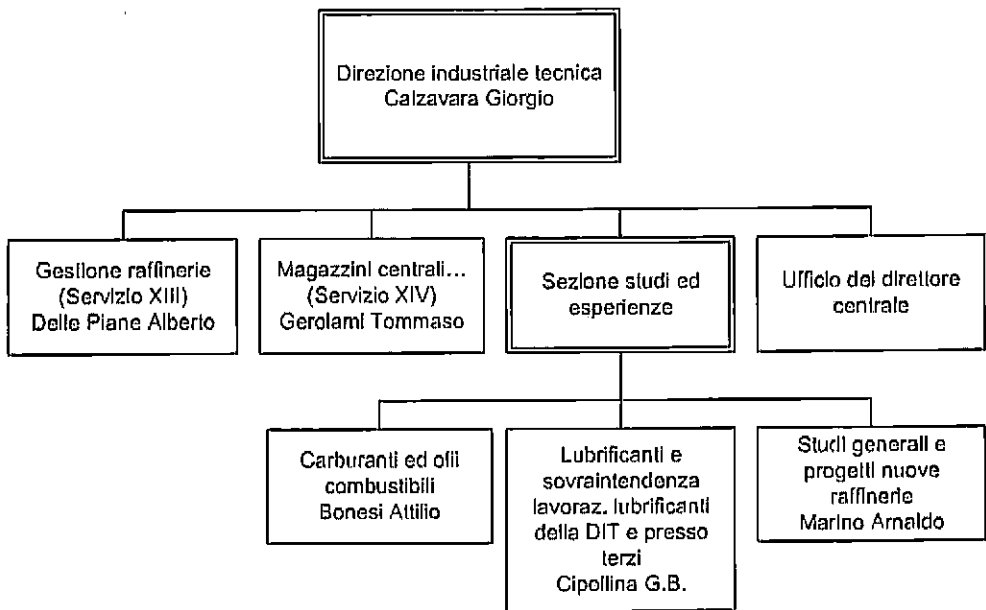 Direzione industriale tecnica
Calzavara Giorgio
Gestione raffinerie
(Servizio XIII)
Delle Piane Alberto
Magazzini centrali...
(Servizio XIV)
Gerolami Tommaso
Sezione studi ed
esperienze
Ufficio del direttore
centrale
Carburanti ed olii
combustibili
Bonesi Attilio
Lubrificanti e
sovraintendenza
lavoraz. lubrificanti
della DIT e presso
terzi
Cipollina G.B.
Studi generali e
progetti nuove
raffinerie
Marino Arnaldo